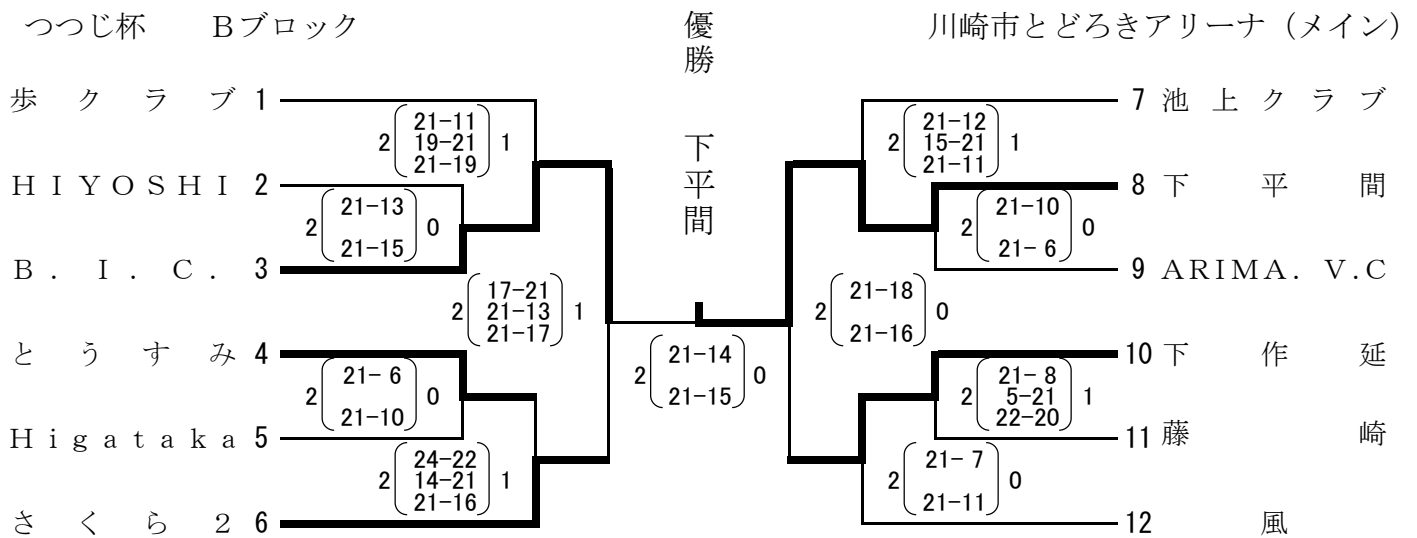 つつじ杯 Bブロック
優勝 下平間
川崎市とどろきアリーナ (メイン)
歩クラブ 1
2 21-11 1
19-21
21-19
HIYOSHI 2
2 21-13 0
21-15
B.I.C. 3
2 17-21 1
21-13
21-17
とうすみ 4
2 21- 6 0
21-10
Higataka 5
2 24-22 1
14-21
21-16
さくら2 6
2 21-14 0
21-15
7 池上クラブ
2 21-12 1
15-21
21-11
8 下平間
2 21-10 0
21- 6
9 ARIMA. V.C
2 21-18 0
21-16
10 下作延
2 21- 8 1
5-21
22-20
11 藤崎
2 21- 7 0
21-11
12 風